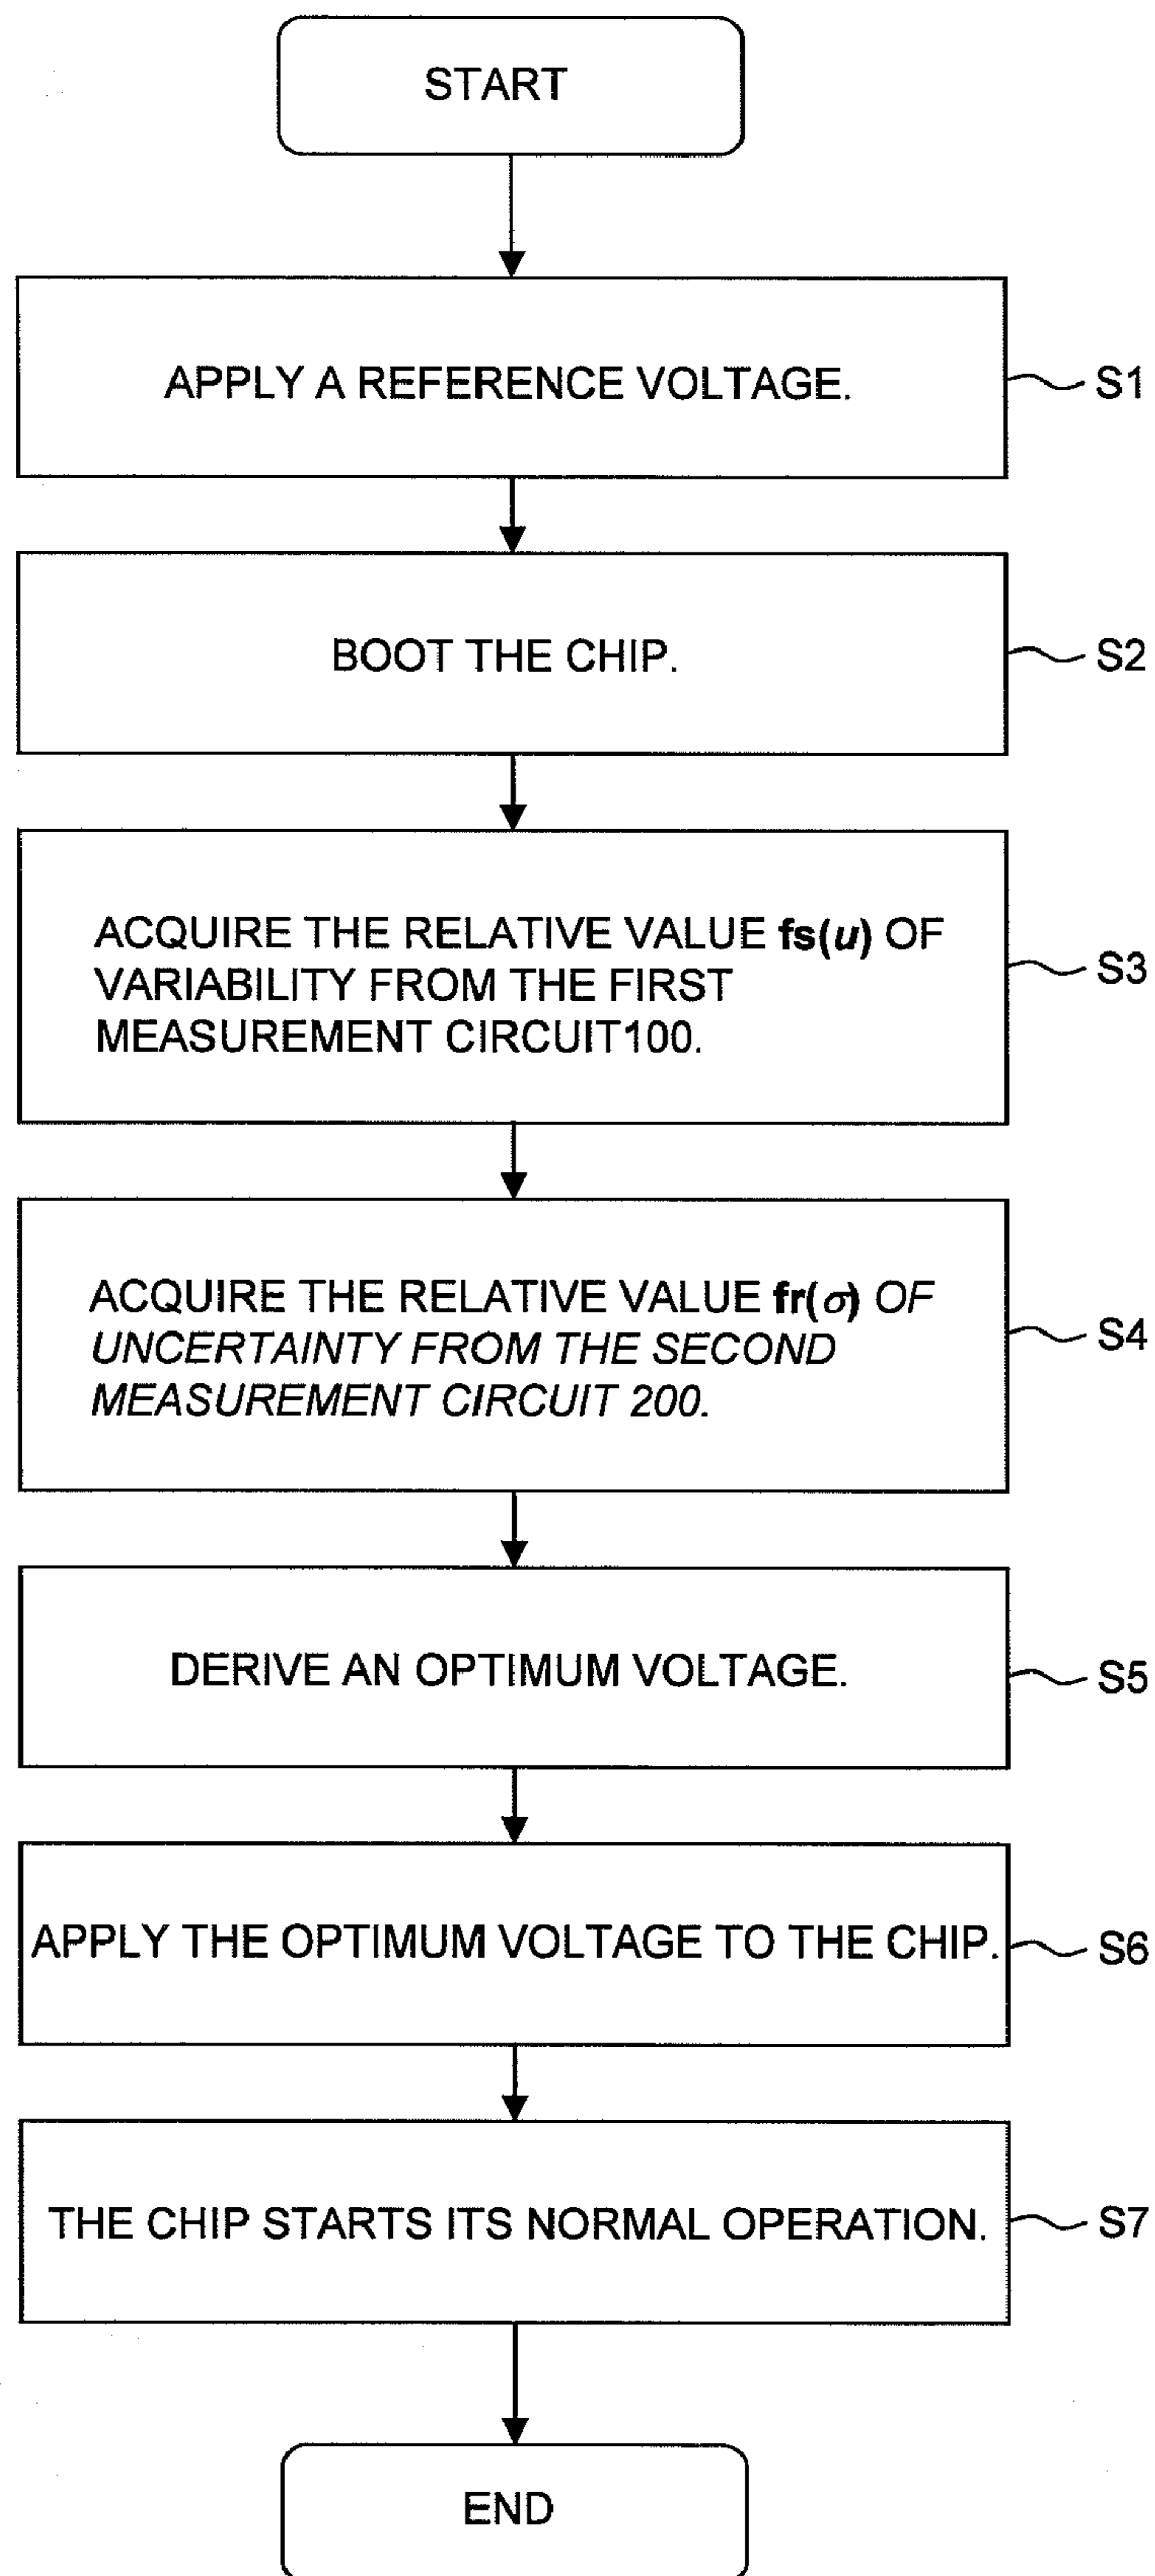 START
APPLY A REFERENCE VOLTAGE.
S1
BOOT THE CHIP.
S2
ACQUIRE THE RELATIVE VALUE fs(u) OF
VARIABILITY FROM THE FIRST
MEASUREMENT CIRCUIT100.
S3
ACQUIRE THE RELATIVE VALUE fr(σ) OF
UNCERTAINTY FROM THE SECOND
MEASUREMENT CIRCUIT 200.
S4
DERIVE AN OPTIMUM VOLTAGE.
S5
APPLY THE OPTIMUM VOLTAGE TO THE CHIP.
S6
THE CHIP STARTS ITS NORMAL OPERATION.
S7
END